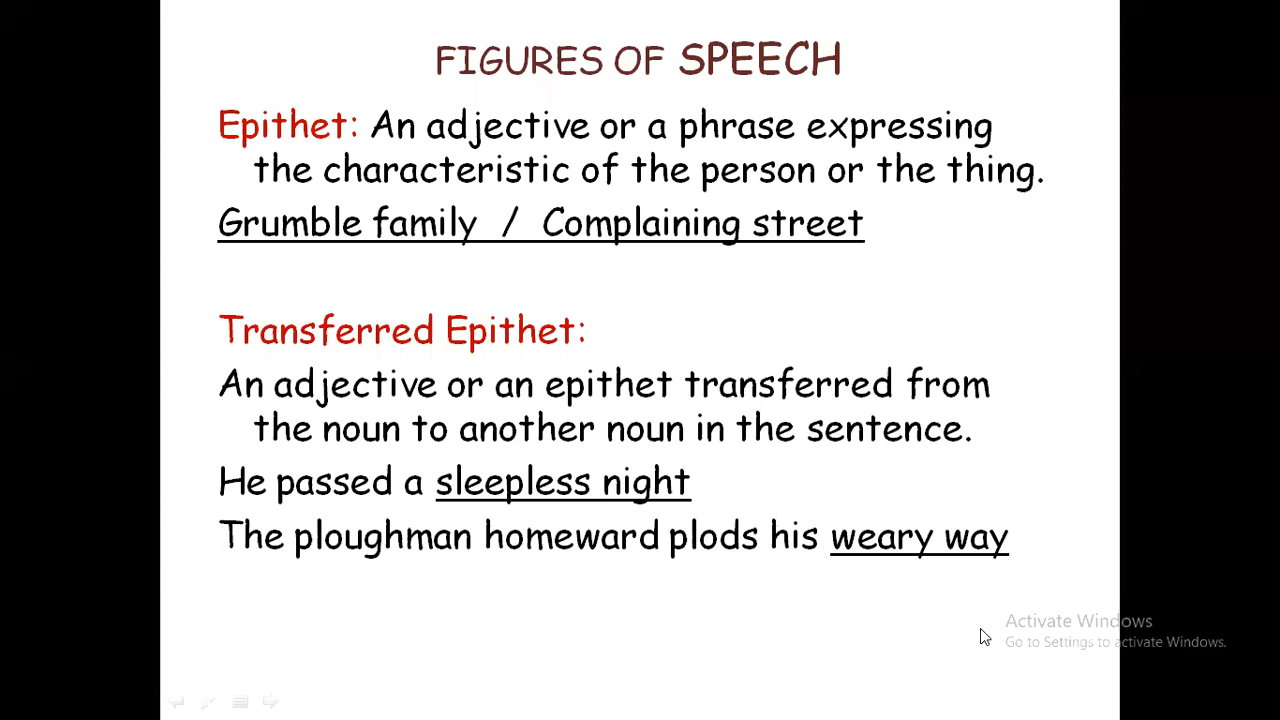 FIGURES OF SPEECH
Epithet: An adjective or a phrase expressing
the characteristic of the person or the thing.
Grumble family / Complaining street
Transferred Epithet:
An adjective or an epithet transferred from
the noun to another noun in the sentence.
He passed a sleepless night
The ploughman homeward plods his weary way
Activate Windows
Go to Settings to activate Windows.